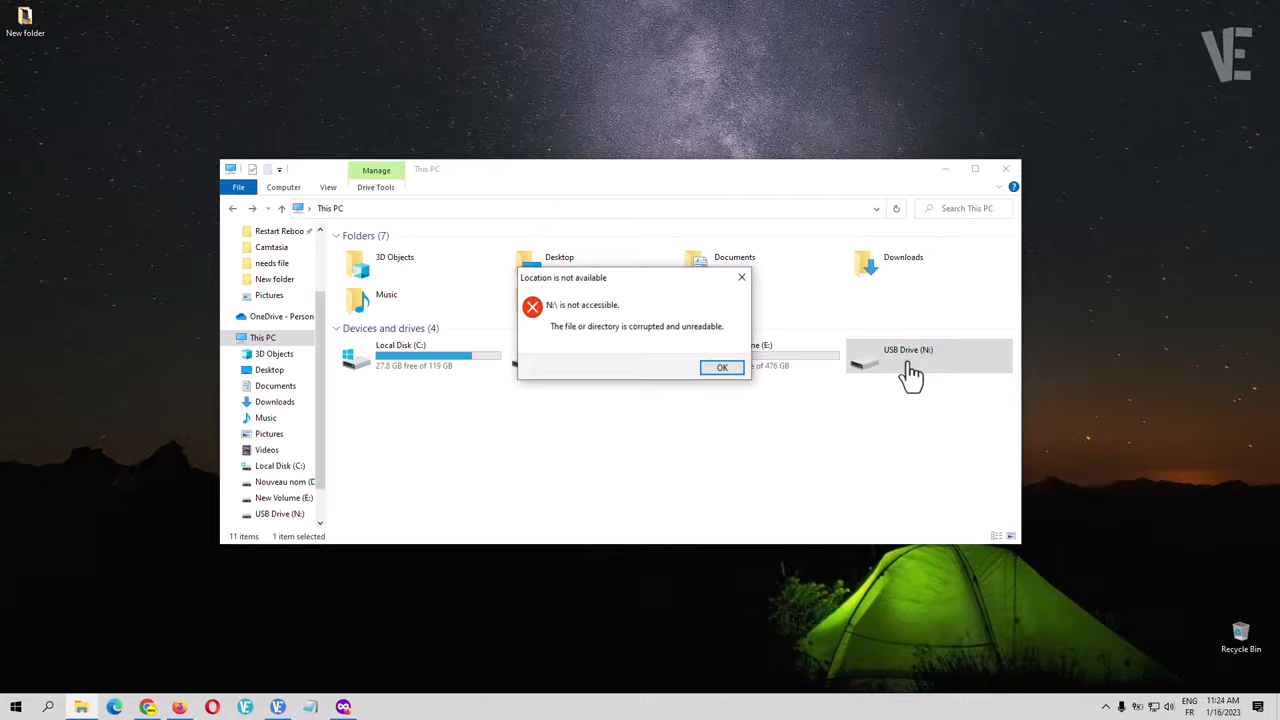 New folder
VE
Manage
This PC
File
Computer
View
Drive Tools
?
This PC
Search This PC
Restart Reboo
Camtasia
needs file
New folder
Pictures
OneDrive - Person
This PC
3D Objects
Desktop
Documents
Downloads
Music
Pictures
Videos
Local Disk (C:)
Nouveau nom (D
New Volume (E:)
USB Drive (N:)
Folders (7)
3D Objects
Desktop
Documents
Downloads
Music
Devices and drives (4)
Local Disk (C:)
27.8 GB free of 119 GB
me (E:)
e of 476 GB
USB Drive (N:)
Location is not available
N:\ is not accessible.
The file or directory is corrupted and unreadable.
OK
11 items
1 item selected
Recycle Bin
VE
VE
ENG
FR
11:24 AM
1/16/2023